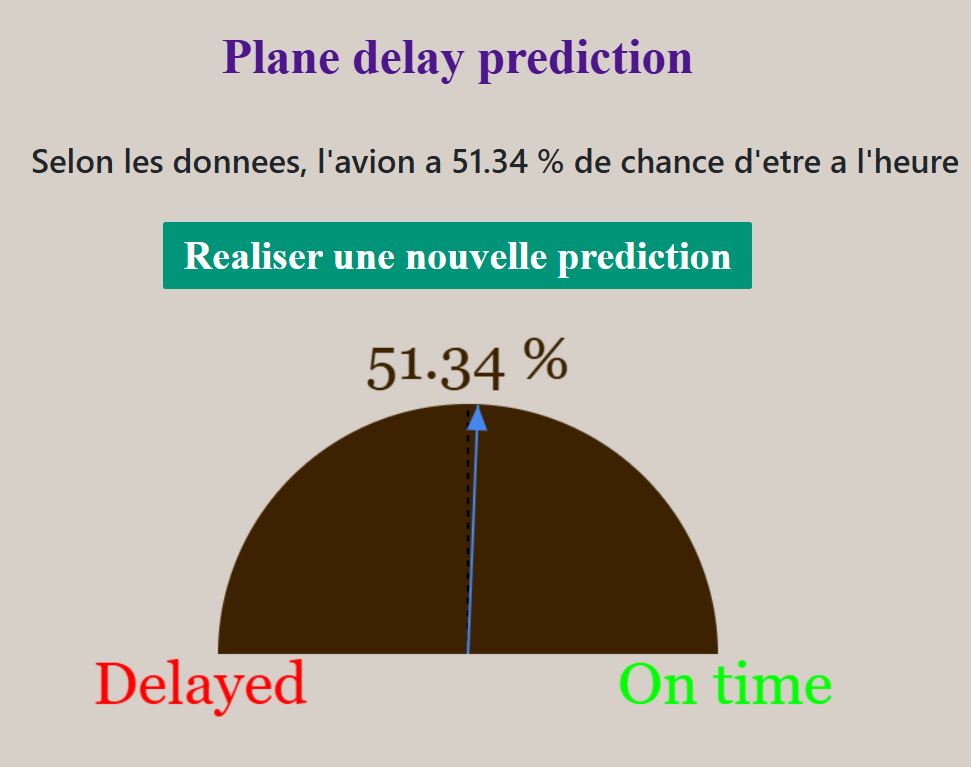 Plane delay prediction
Selon les donnees, l'avion a 51.34 % de chance d'etre a l'heure
Realiser une nouvelle prediction
51.34 %
Delayed
On time